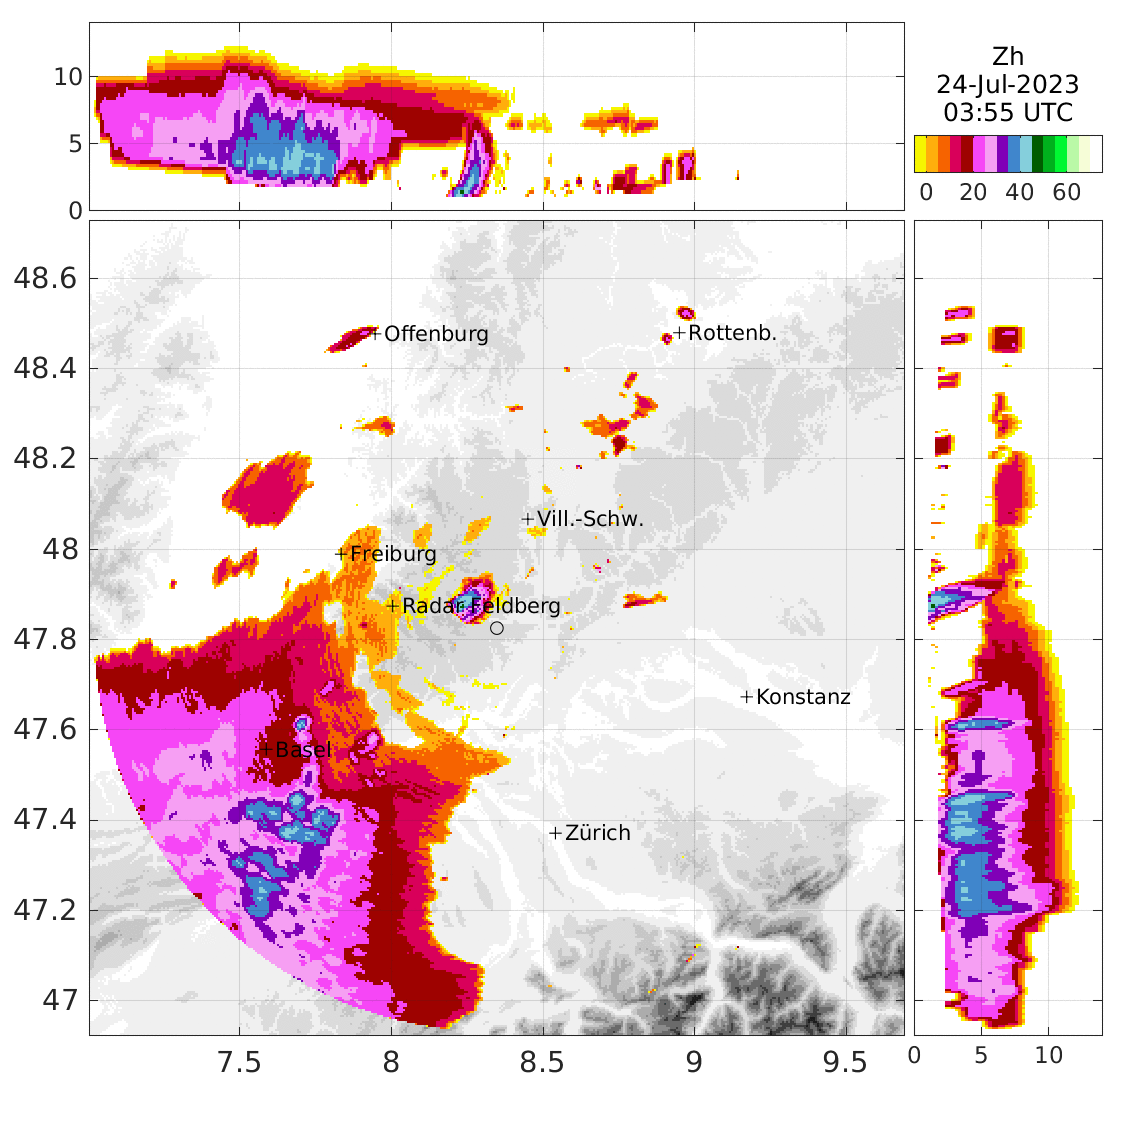 10
5
0
Zh
24-Jul-2023
03:55 UTC
0 20 40 60
48.6
48.4
48.2
48
47.8
47.6
47.4
47.2
47
Offenburg
Rottenb.
Vill.-Schw.
Freiburg
Radar Feldberg
Konstanz
Basel
Zürich
7.5 8 8.5 9 9.5
0 5 10